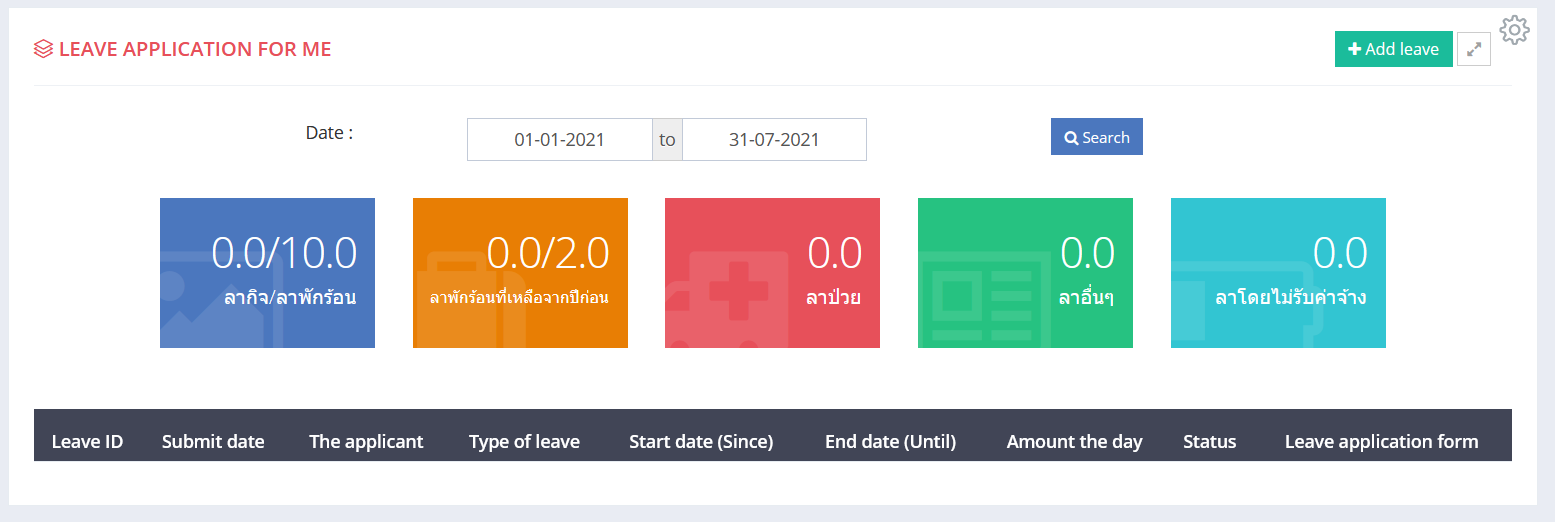 LEAVE APPLICATION FOR ME
Add leave
Date :
01-01-2021 to 31-07-2021
Search
0.0/10.0
ลากิจ/ลาพักร้อน
0.0/2.0
ลาพักร้อนที่เหลือจากปีก่อน
0.0
ลาป่วย
0.0
ลาอื่นๆ
0.0
ลาโดยไม่รับค่าจ้าง
Leave ID Submit date The applicant Type of leave Start date (Since) End date (Until) Amount the day Status Leave application form